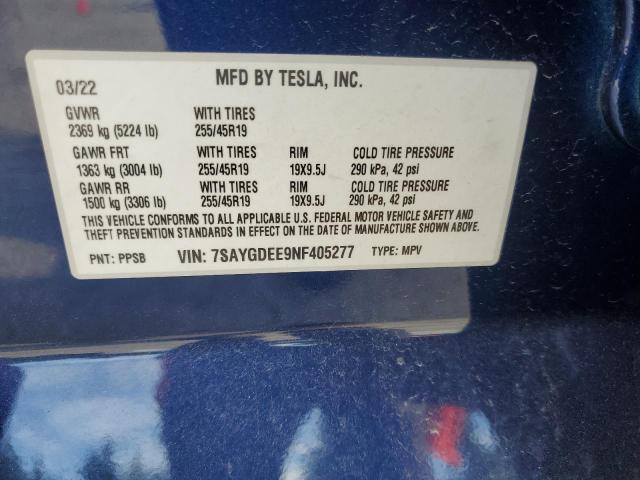 MFD BY TESLA, INC.
03/22
GVWR WITH TIRES
2369 kg (5224 lb) 255/45R19
GAWR FRT WITH TIRES RIM COLD TIRE PRESSURE
1363 kg (3004 lb) 255/45R19 19X9.5J 290 kPa, 42 psi
GAWR RR WITH TIRES RIM COLD TIRE PRESSURE
1500 kg (3306 lb) 255/45R19 19X9.5J 290 kPa, 42 psi
THIS VEHICLE CONFORMS TO ALL APPLICABLE U.S. FEDERAL MOTOR VEHICLE SAFETY AND
THEFT PREVENTION STANDARDS IN EFFECT ON THE DATE OF MANUFACTURE SHOWN ABOVE.
PNT: PPSB VIN: 7SAYGDEE9NF405277 TYPE: MPV